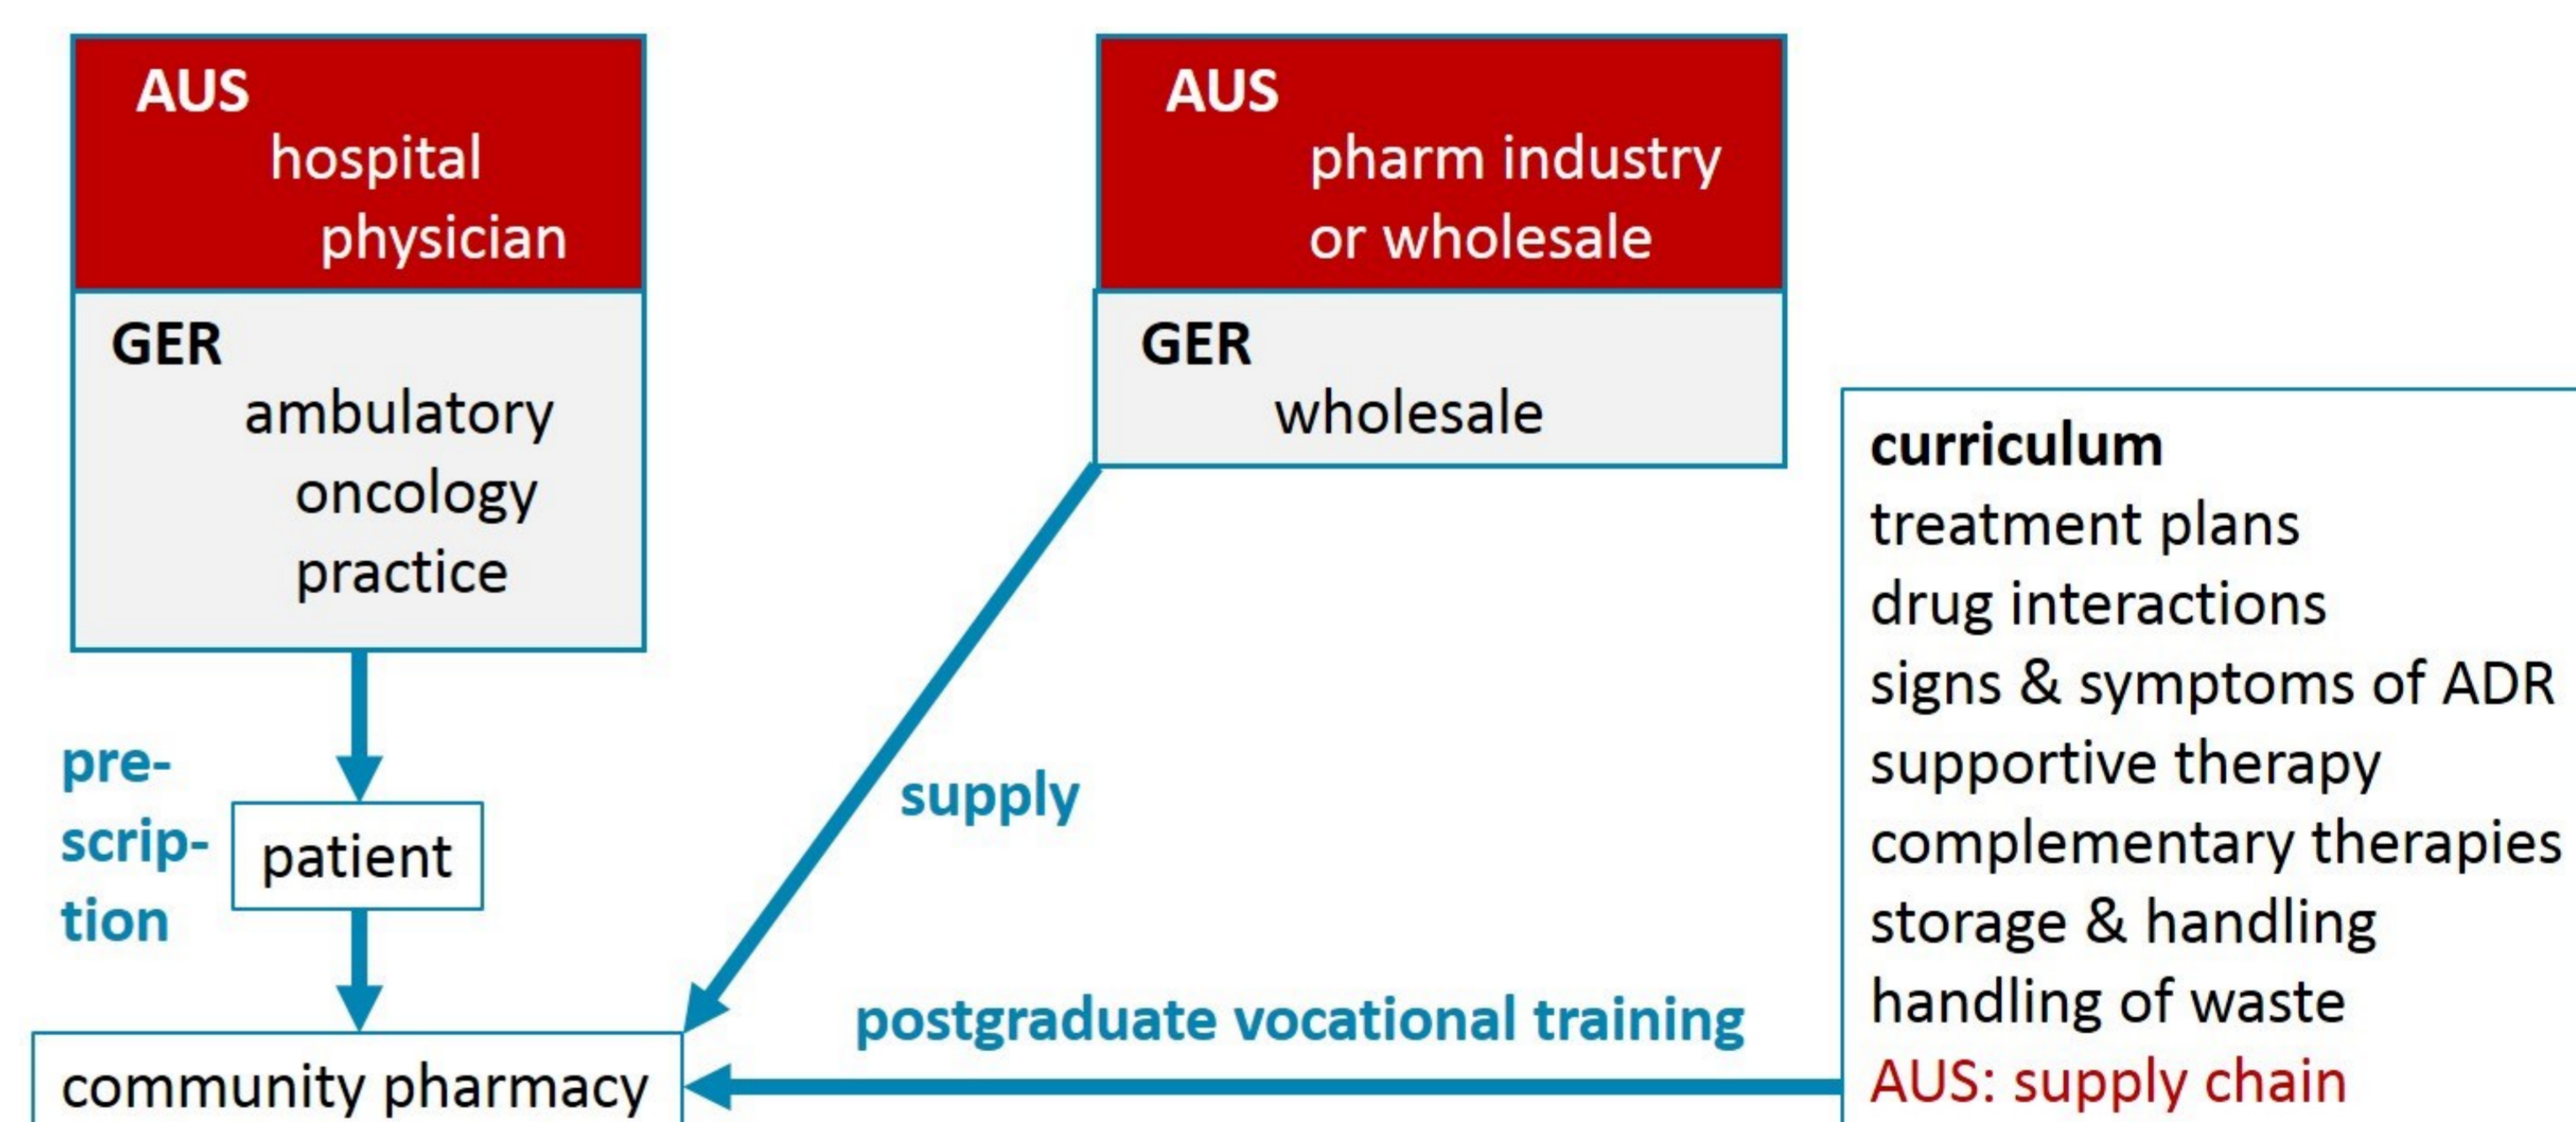 AUS
hospital
physician
GER
ambulatory
oncology
practice
AUS
pharm industry
or wholesale
GER
wholesale
pre-
scrip-
tion
patient
supply
community pharmacy
postgraduate vocational training
curriculum
treatment plans
drug interactions
signs & symptoms of ADR
supportive therapy
complementary therapies
storage & handling
handling of waste
AUS: supply chain